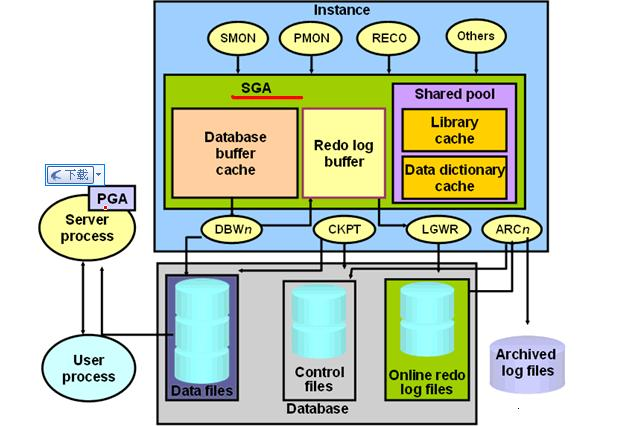 Instance
SMON
PMON
RECO
Others
SGA
Shared pool
Database
buffer
cache
Redo log
buffer
Library
cache
Data dictionary
cache
下载
PGA
Server
process
DBWn
CKPT
LGWR
ARCn
User
process
Data files
Control
files
Online redo
log files
Database
Archived
log files